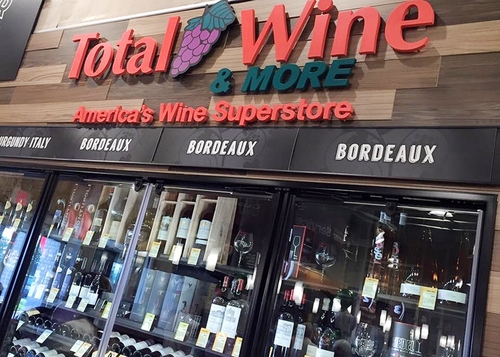 Total Wine
& MORE
America's Wine Superstore
BURGUNDY ITALY BORDEAUX BORDEAUX BORDEAUX